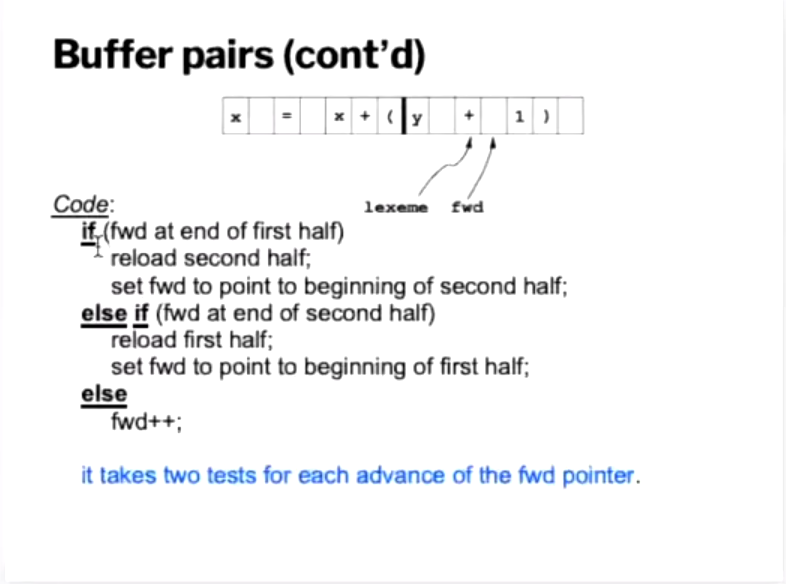 Buffer pairs (cont’d)
x = x + ( y + 1 )
lexeme fwd
Code:
if (fwd at end of first half)
reload second half;
set fwd to point to beginning of second half;
else if (fwd at end of second half)
reload first half;
set fwd to point to beginning of first half;
else
fwd++;
it takes two tests for each advance of the fwd pointer.